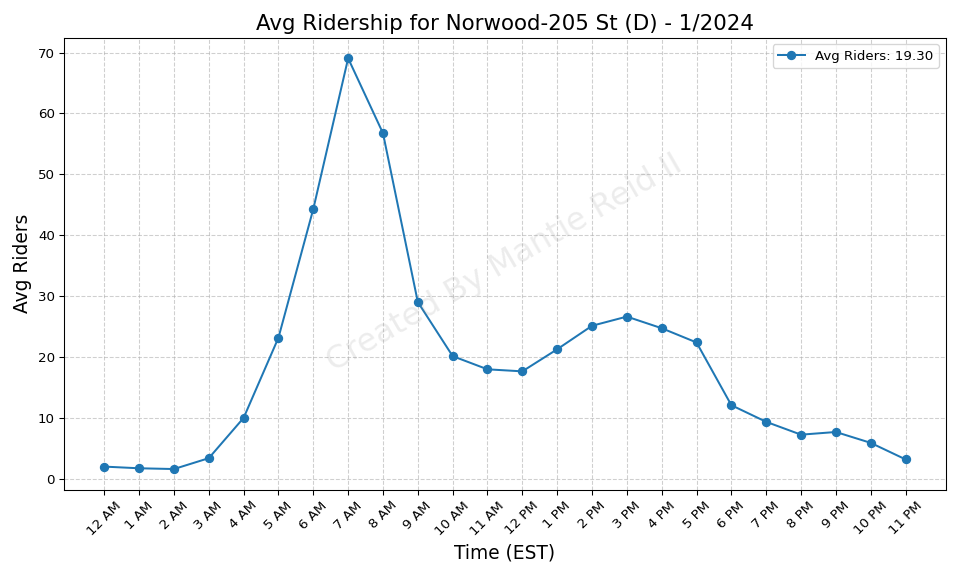 Avg Ridership for Norwood-205 St (D) - 1/2024
Avg Riders: 19.30
Avg Riders
70
60
50
40
30
20
10
0
Created By Mantie Reid II
12 AM
1 AM
2 AM
3 AM
4 AM
5 AM
6 AM
7 AM
8 AM
9 AM
10 AM
11 AM
12 PM
1 PM
2 PM
3 PM
4 PM
5 PM
6 PM
7 PM
8 PM
9 PM
10 PM
11 PM
Time (EST)